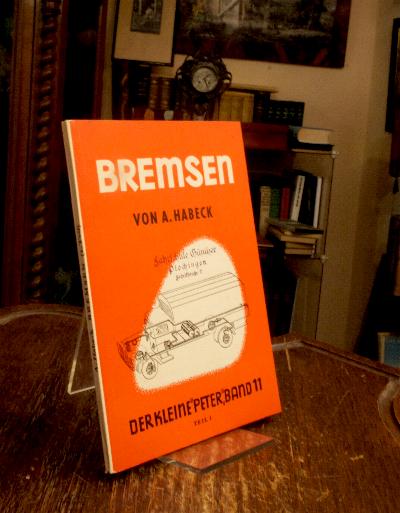 BREMSEN
VON A. HABECK
Fahrschule Günther
Plochingen
DER KLEINE "PETER", BAND 11
TEIL I